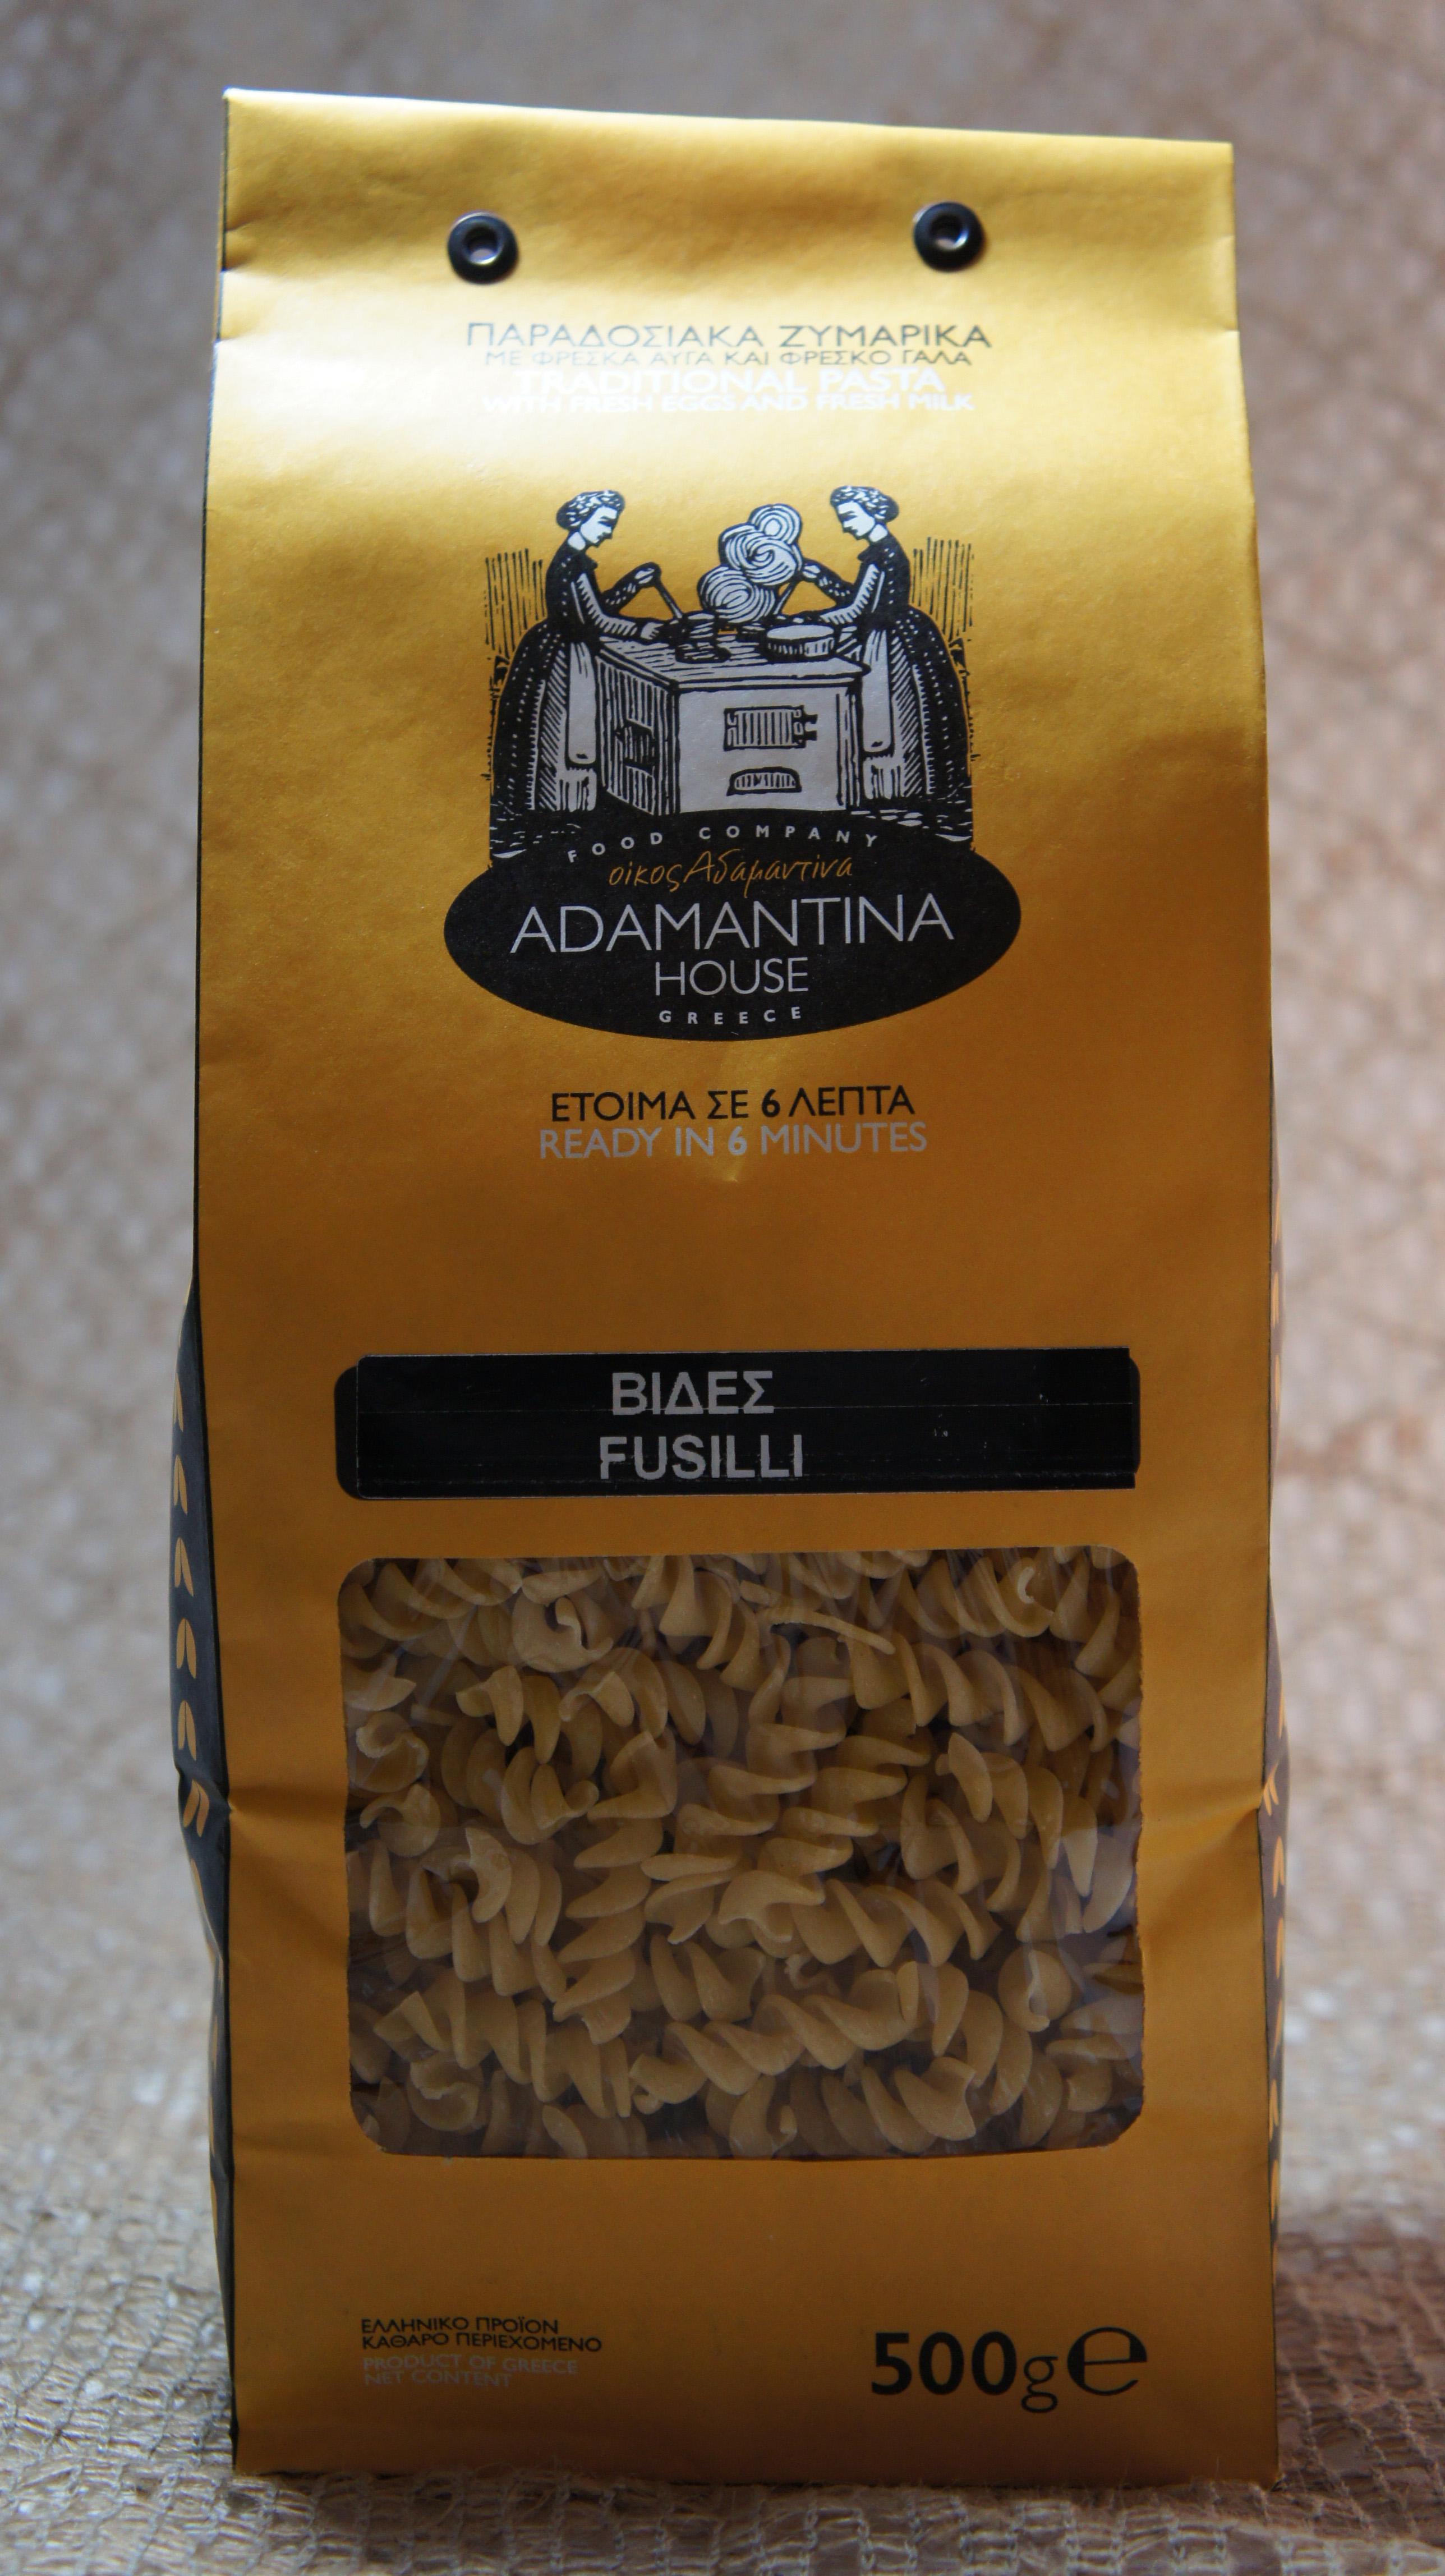 ΠΑΡΑΔΟΣΙΑΚΑ ΖΥΜΑΡΙΚΑ
ΜΕ ΦΡΕΣΚΑ ΑΥΓΑ ΚΑΙ ΦΡΕΣΚΟ ΓΑΛΑ
TRADITIONAL PASTA
WITH FRESH EGGS AND FRESH MILK
FOOD COMPANY
οίκος Αδαμαντίνα
ADAMANTINA
HOUSE
GREECE
ΕΤΟΙΜΑ ΣΕ 6 ΛΕΠΤΑ
READY IN 6 MINUTES
ΒΙΔΕΣ
FUSILLI
ΕΛΛΗΝΙΚΟ ΠΡΟΪΟΝ
ΚΑΘΑΡΟ ΠΕΡΙΕΧΟΜΕΝΟ
PRODUCT OF GREECE
NET CONTENT
500g℮